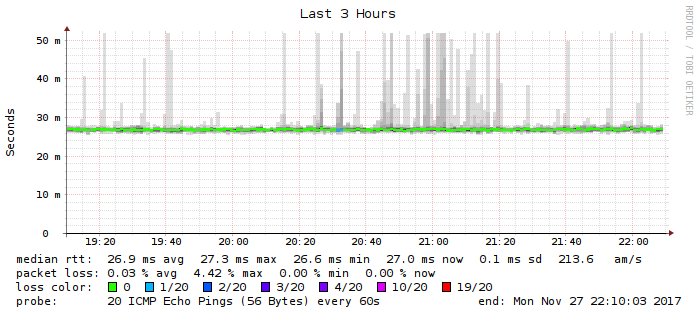 Last 3 Hours
RRDTOOL / TOBI OETIKER
Seconds
50 m
40 m
30 m
20 m
10 m
0
19:20 19:40 20:00 20:20 20:40 21:00 21:20 21:40 22:00
median rtt: 26.9 ms avg 27.3 ms max 26.6 ms min 27.0 ms now 0.1 ms sd 213.6 am/s
packet loss: 0.03 % avg 4.42 % max 0.00 % min 0.00 % now
loss color: 0 1/20 2/20 3/20 4/20 10/20 19/20
probe: 20 ICMP Echo Pings (56 Bytes) every 60s end: Mon Nov 27 22:10:03 2017